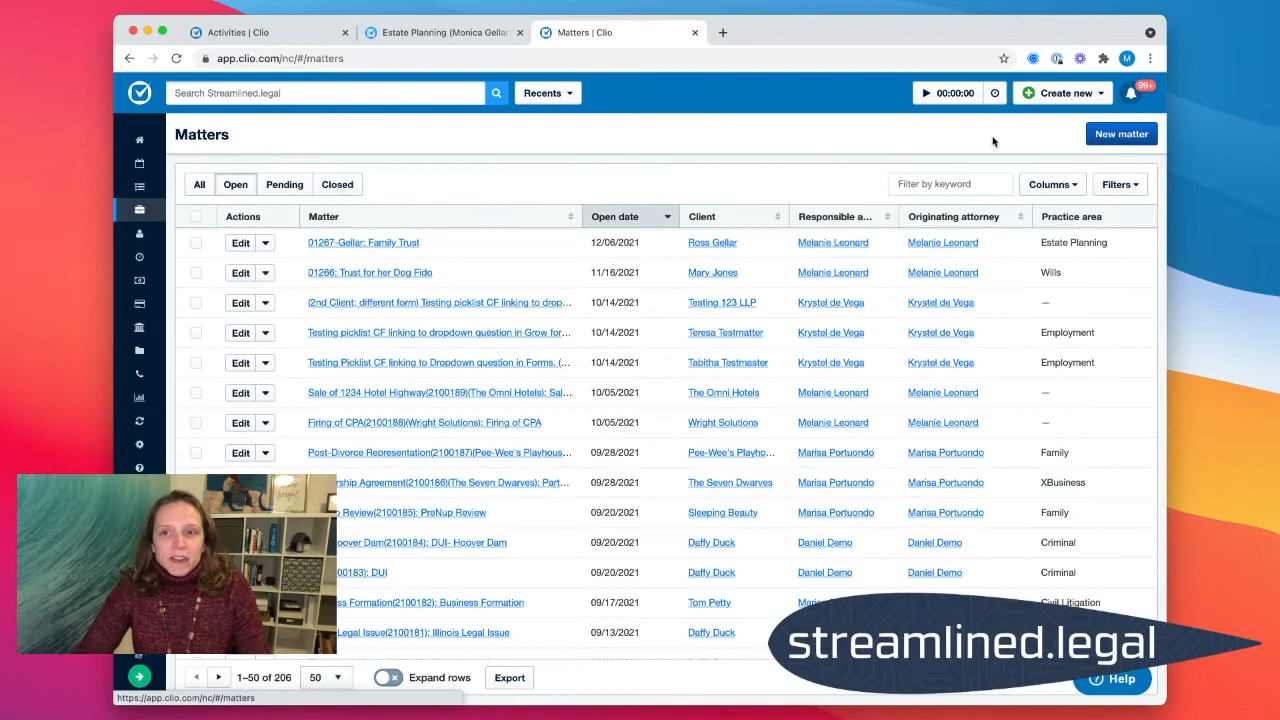 Activities | Clio
Estate Planning (Monica Gellar
Matters | Clio
app.clio.com/nc/#/matters
M
Search Streamlined.legal
Recents
00:00:00
Create new
99+
Matters
New matter
All
Open
Pending
Closed
Filter by keyword
Columns
Filters
Actions
Matter
Open date
Client
Responsible a...
Originating attorney
Practice area
Edit 01267-Gellar: Family Trust 12/06/2021 Ross Gellar Melanie Leonard Melanie Leonard Estate Planning
Edit 01266: Trust for her Dog Fido 11/16/2021 Mary Jones Melanie Leonard Melanie Leonard Wills
Edit (2nd Client; different form) Testing picklist CF linking to drop... 10/14/2021 Testing 123 LLP Krystel de Vega Krystel de Vega —
Edit Testing picklist CF linking to dropdown question in Grow for... 10/14/2021 Teresa Testmatter Krystel de Vega Krystel de Vega Employment
Edit Testing Picklist CF linking to Dropdown question in Forms, (... 10/14/2021 Tabitha Testmaster Krystel de Vega Krystel de Vega Employment
Edit Sale of 1234 Hotel Highway(2100189)(The Omni Hotels): Sal... 10/05/2021 The Omni Hotels Melanie Leonard Melanie Leonard —
Edit Firing of CPA(2100188)(Wright Solutions): Firing of CPA 10/05/2021 Wright Solutions Melanie Leonard Melanie Leonard —
Edit Post-Divorce Representation(2100187)(Pee-Wee's Playhous... 09/28/2021 Pee-Wee's Playho... Marisa Portuondo Marisa Portuondo Family
ership Agreement(2100186)(The Seven Dwarves): Part... 09/28/2021 The Seven Dwarves Marisa Portuondo Marisa Portuondo XBusiness
Review(2100185): PreNup Review 09/20/2021 Sleeping Beauty Marisa Portuondo Marisa Portuondo Family
oover Dam(2100184): DUI- Hoover Dam 09/20/2021 Daffy Duck Daniel Demo Daniel Demo Criminal
00183): DUI 09/20/2021 Daffy Duck Daniel Demo Daniel Demo Criminal
ss Formation(2100182): Business Formation 09/17/2021 Tom Petty Civil Litigation
Legal Issue(2100181): Illinois Legal Issue 09/13/2021 Daffy Duck
streamlined.legal
1–50 of 206
50
Expand rows
Export
Help
https://app.clio.com/nc/#/matters